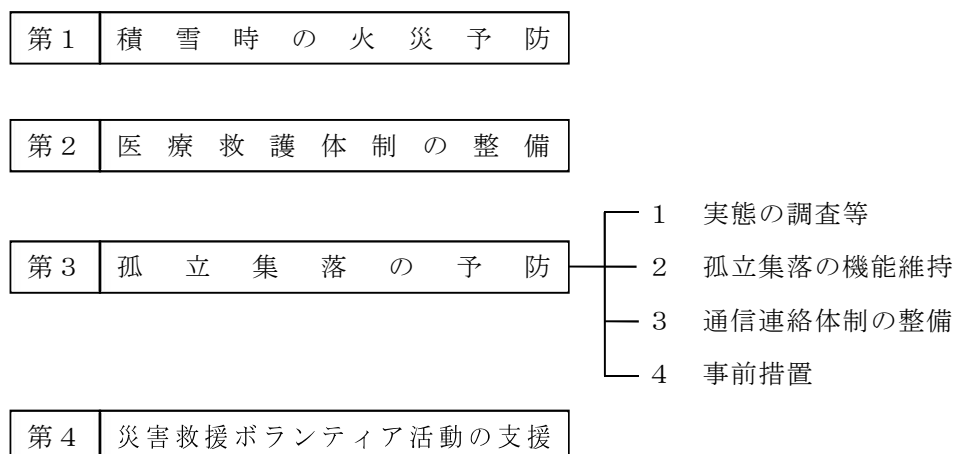 第1 積雪時の火災予防
第2 医療救護体制の整備
第3 孤立集落の予防
1 実態の調査等
2 孤立集落の機能維持
3 通信連絡体制の整備
4 事前措置
第4 災害救援ボランティア活動の支援